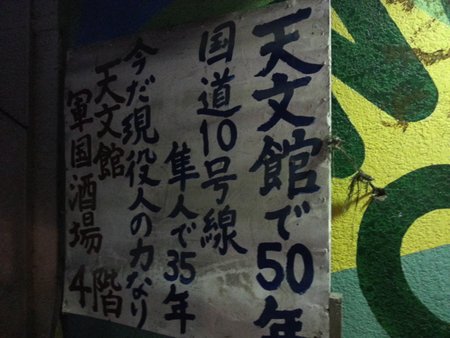 天文館で50年
国道10号線
隼人で35年
今だ現役人の力なり
天文館
軍国酒場 4階